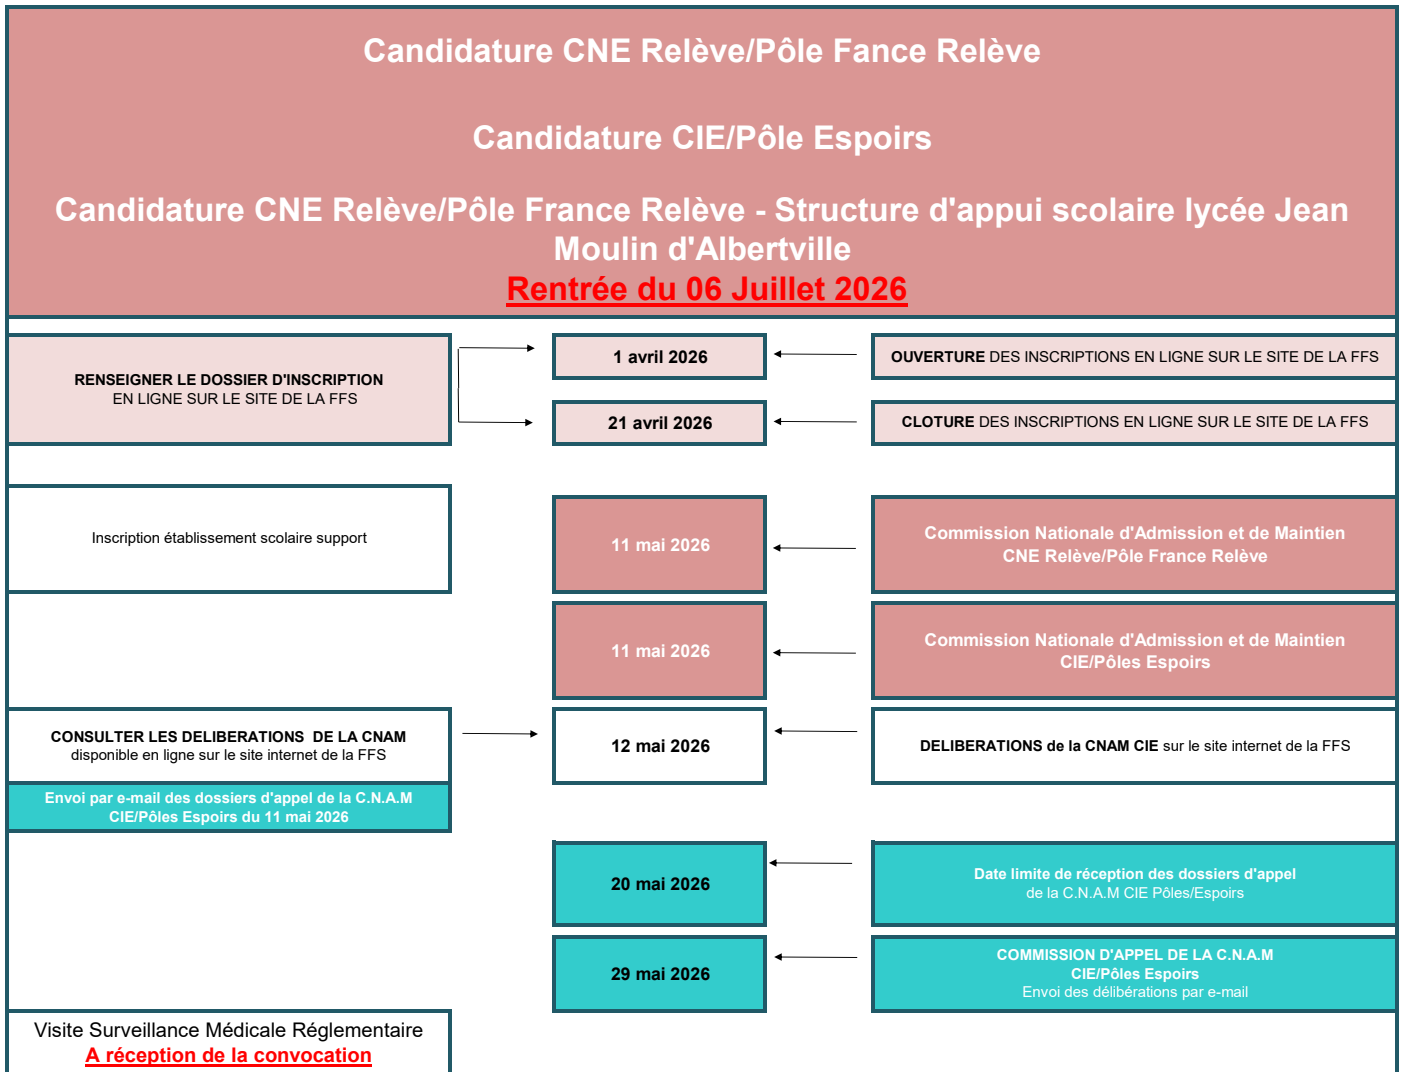 Candidature CNE Relève/Pôle Fance Relève
Candidature CIE/Pôle Espoirs
Candidature CNE Relève/Pôle France Relève - Structure d'appui scolaire lycée Jean
Moulin d'Albertville
Rentrée du 06 Juillet 2026
RENSEIGNER LE DOSSIER D'INSCRIPTION
EN LIGNE SUR LE SITE DE LA FFS
1 avril 2026
OUVERTURE DES INSCRIPTIONS EN LIGNE SUR LE SITE DE LA FFS
21 avril 2026
CLOTURE DES INSCRIPTIONS EN LIGNE SUR LE SITE DE LA FFS
Inscription établissement scolaire support
11 mai 2026
Commission Nationale d'Admission et de Maintien
CNE Relève/Pôle France Relève
11 mai 2026
Commission Nationale d'Admission et de Maintien
CIE/Pôles Espoirs
CONSULTER LES DELIBERATIONS DE LA CNAM
disponible en ligne sur le site internet de la FFS
12 mai 2026
DELIBERATIONS de la CNAM CIE sur le site internet de la FFS
Envoi par e-mail des dossiers d'appel de la C.N.A.M
CIE/Pôles Espoirs du 11 mai 2026
20 mai 2026
Date limite de réception des dossiers d'appel
de la C.N.A.M CIE Pôles/Espoirs
29 mai 2026
COMMISSION D'APPEL DE LA C.N.A.M
CIE/Pôles Espoirs
Envoi des délibérations par e-mail
Visite Surveillance Médicale Réglementaire
A réception de la convocation